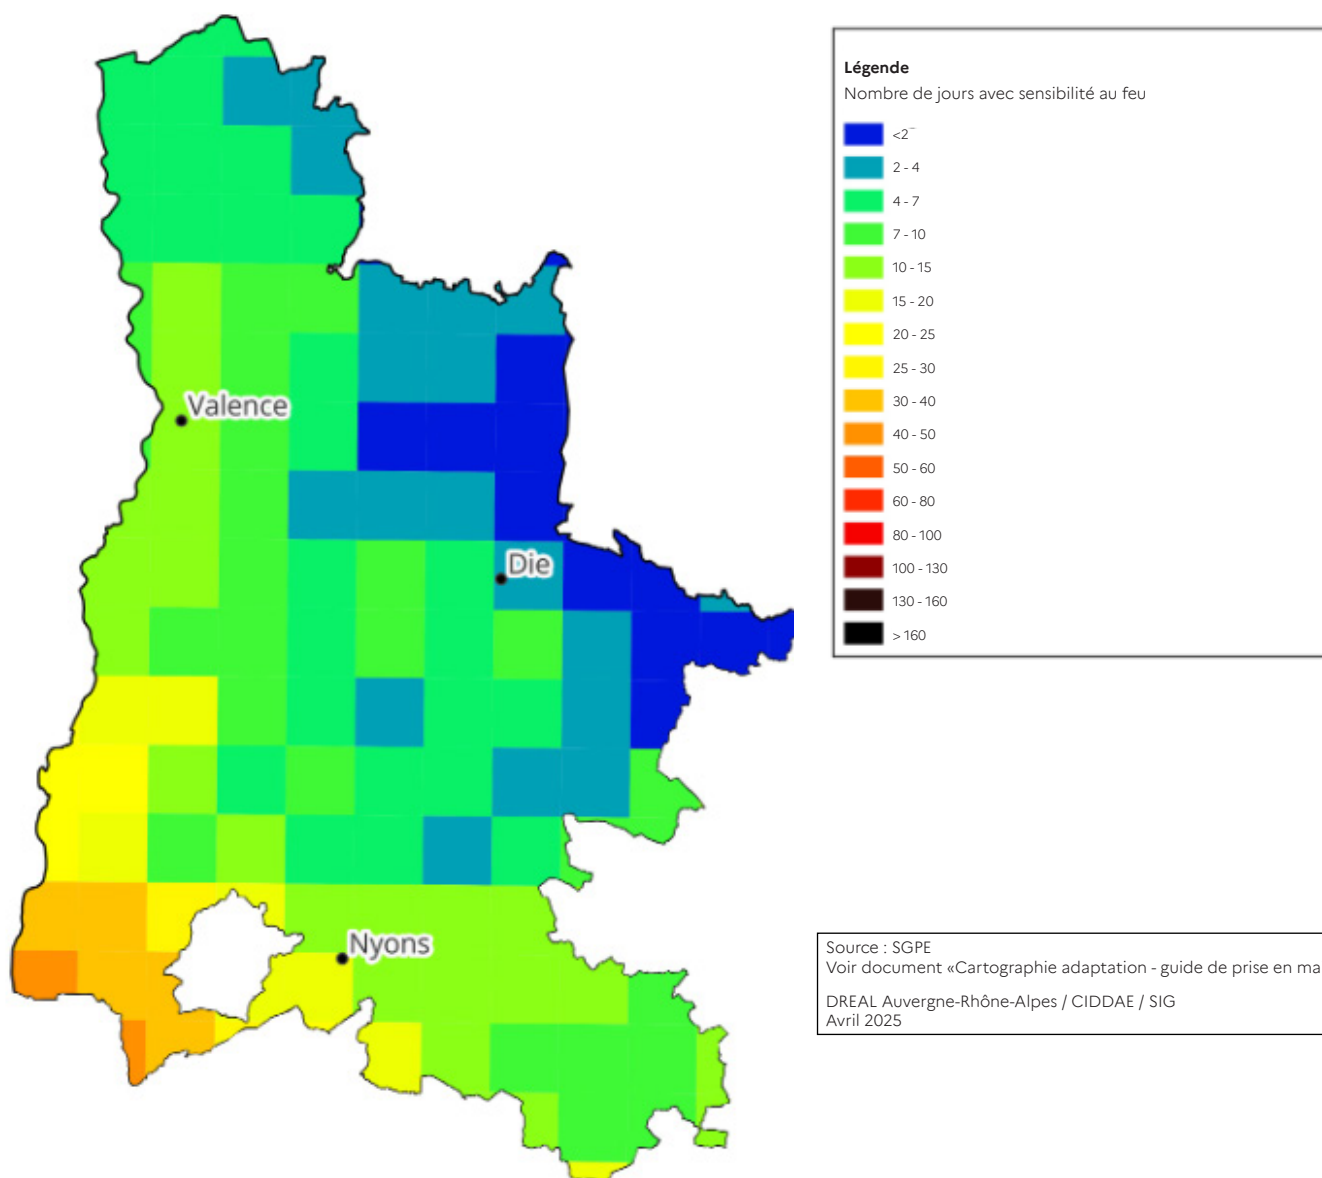 Valence
Die
Nyons
Légende
Nombre de jours avec sensibilité au feu
<2¯
2 - 4
4 - 7
7 - 10
10 - 15
15 - 20
20 - 25
25 - 30
30 - 40
40 - 50
50 - 60
60 - 80
80 - 100
100 - 130
130 - 160
> 160
Source : SGPE
Voir document «Cartographie adaptation - guide de prise en ma
DREAL Auvergne-Rhône-Alpes / CIDDAE / SIG
Avril 2025